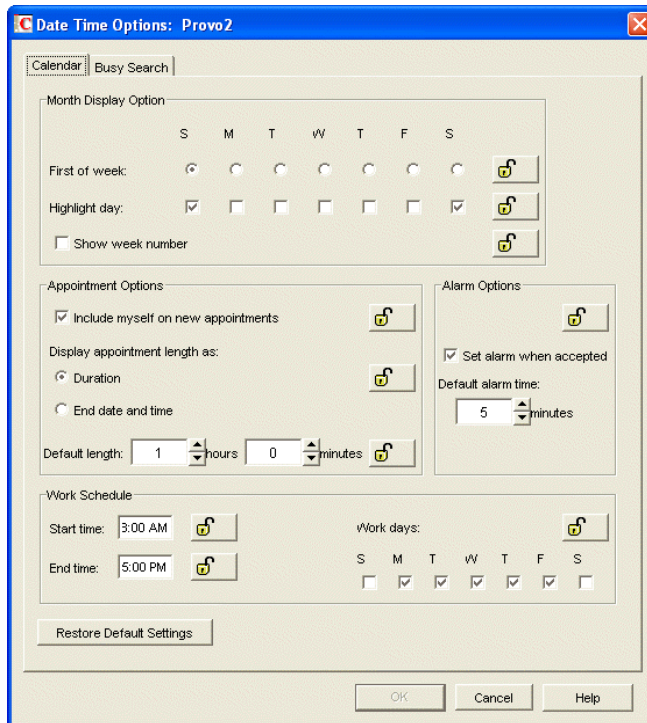 Date Time Options: Provo2
Calendar Busy Search
Month Display Option
S M T W T F S
First of week:
Highlight day:
Show week number
Appointment Options
Include myself on new appointments
Display appointment length as:
Duration
End date and time
Default length: 1 hours 0 minutes
Alarm Options
Set alarm when accepted
Default alarm time:
5 minutes
Work Schedule
Start time: :00 AM
End time: 5:00 PM
Work days:
S M T W T F S
Restore Default Settings
OK Cancel Help